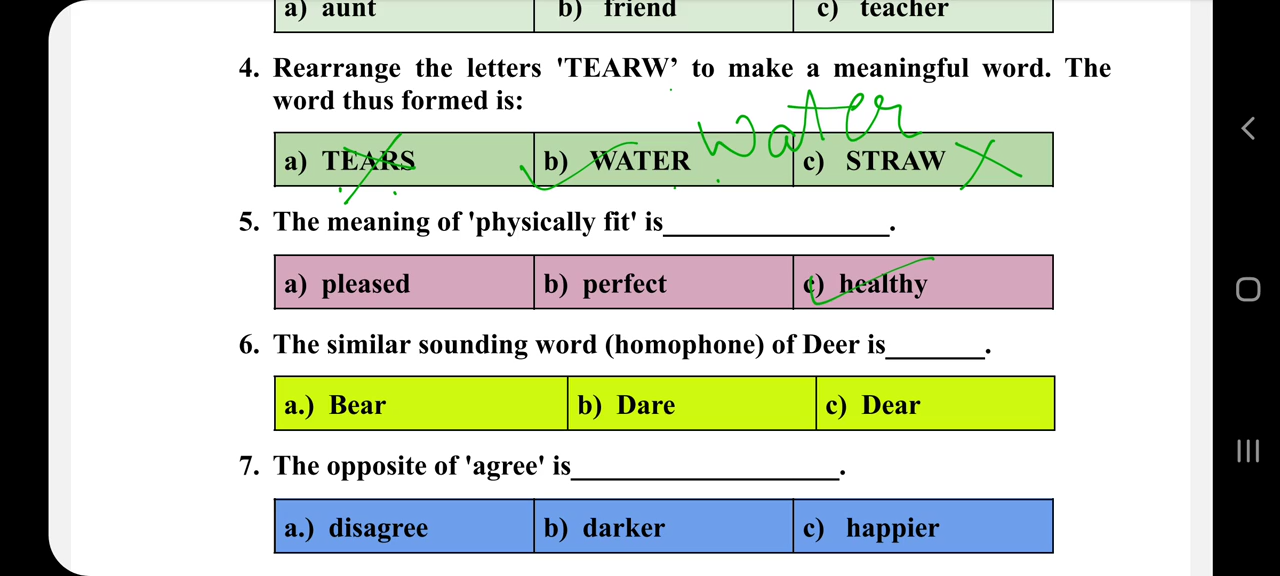 a) aunt b) friend c) teacher
4. Rearrange the letters 'TEARW’ to make a meaningful word. The
word thus formed is:
Water
a) TEARS b) WATER c) STRAW
5. The meaning of 'physically fit' is_________________.
a) pleased b) perfect c) healthy
6. The similar sounding word (homophone) of Deer is_______.
a.) Bear b) Dare c) Dear
7. The opposite of 'agree' is____________________.
a.) disagree b) darker c) happier